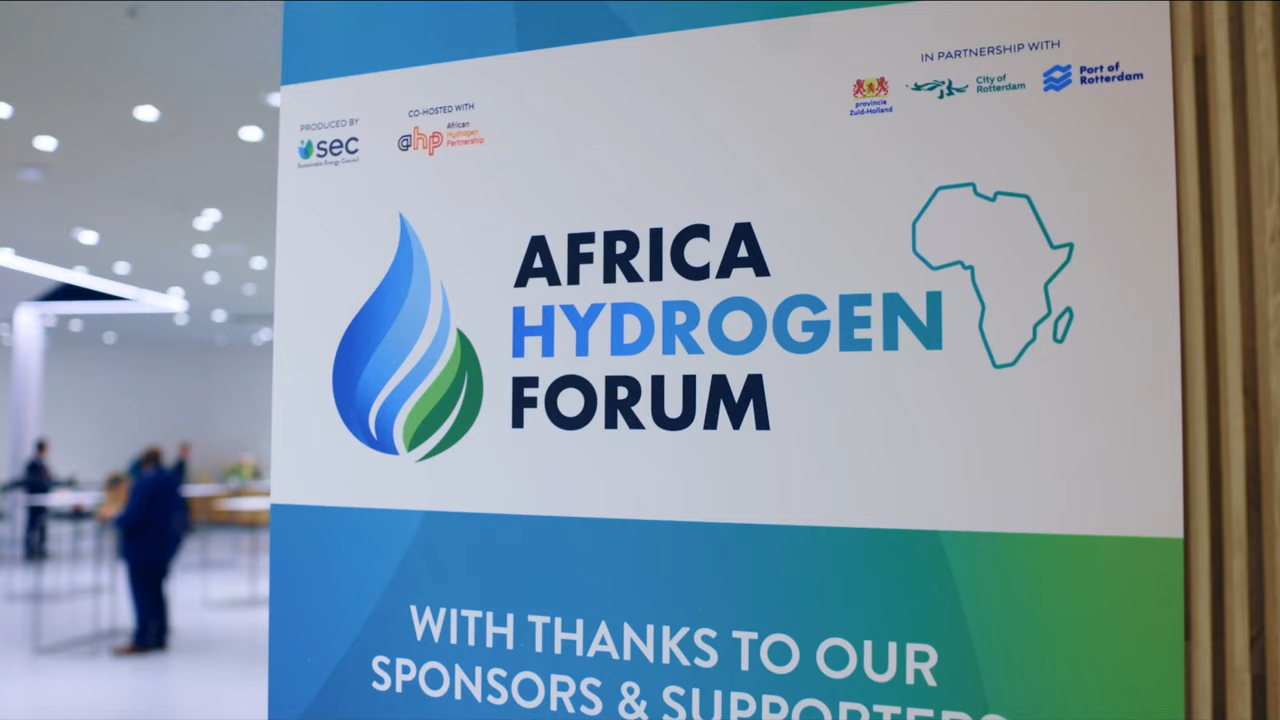 PRODUCED BY
sec
Sustainable Energy Council
CO-HOSTED WITH
ahp
African
Hydrogen
Partnership
IN PARTNERSHIP WITH
provincie
Zuid-Holland
City of
Rotterdam
Port of
Rotterdam
AFRICA
HYDROGEN
FORUM
WITH THANKS TO OUR
SPONSORS & SUPPORTERS